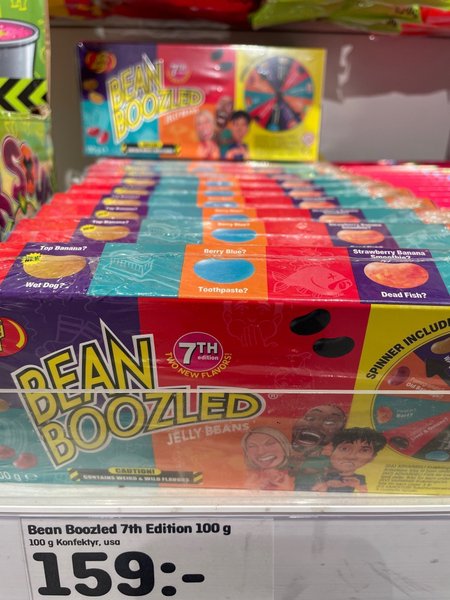 BEAN
BOOZLED
7th
JELLY BEANS
Top Banana?
Wet Dog?
Berry Blue?
Toothpaste?
Strawberry Banana
Smoothie?
Dead Fish?
BEAN
BOOZLED
JELLY BEANS
7TH
edition
TWO NEW FLAVORS!
SPINNER INCLUDED
CAUTION!
CONTAINS WEIRD & WILD FLAVORS
Bean Boozled 7th Edition 100 g
100 g Konfektyr, usa
159:-